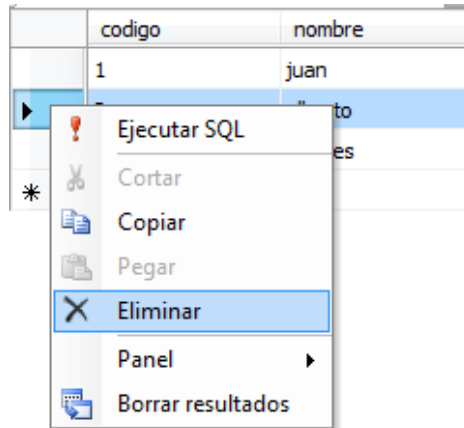 codigo nombre
1 juan
Ejecutar SQL
Cortar
Copiar
Pegar
Eliminar
Panel
Borrar resultados